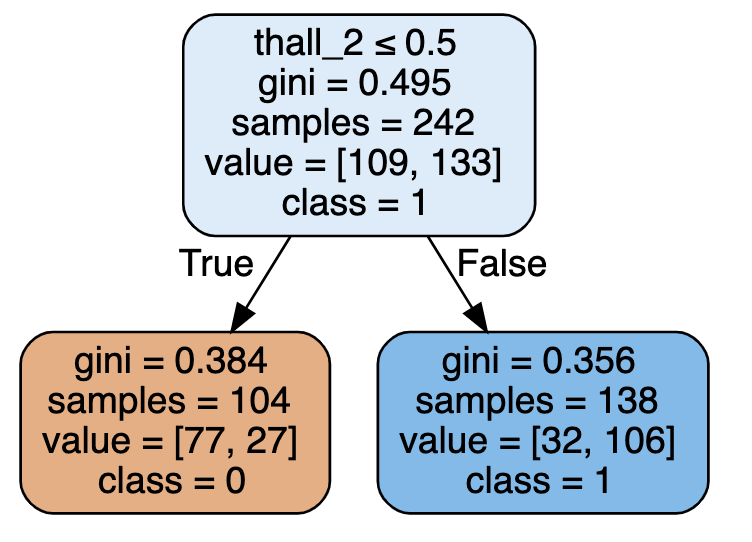 thall_2 ≤ 0.5
gini = 0.495
samples = 242
value = [109, 133]
class = 1
True
False
gini = 0.384
samples = 104
value = [77, 27]
class = 0
gini = 0.356
samples = 138
value = [32, 106]
class = 1